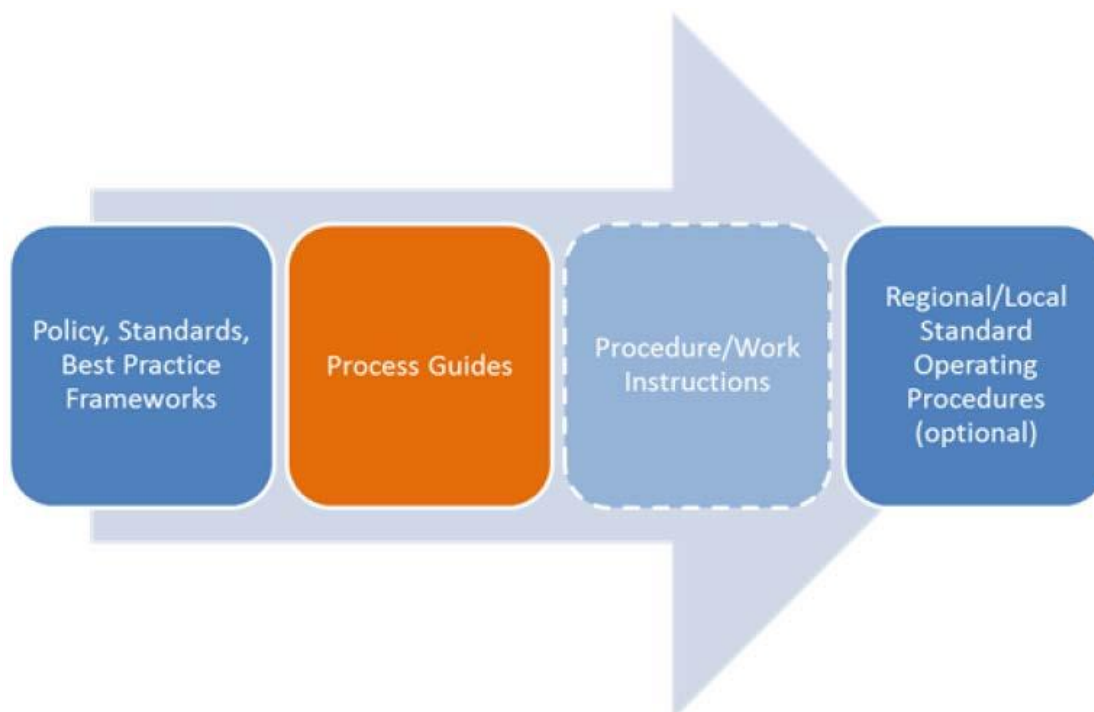 Policy, Standards,
Best Practice
Frameworks
Process Guides
Procedure/Work
Instructions
Regional/Local
Standard
Operating
Procedures
(optional)